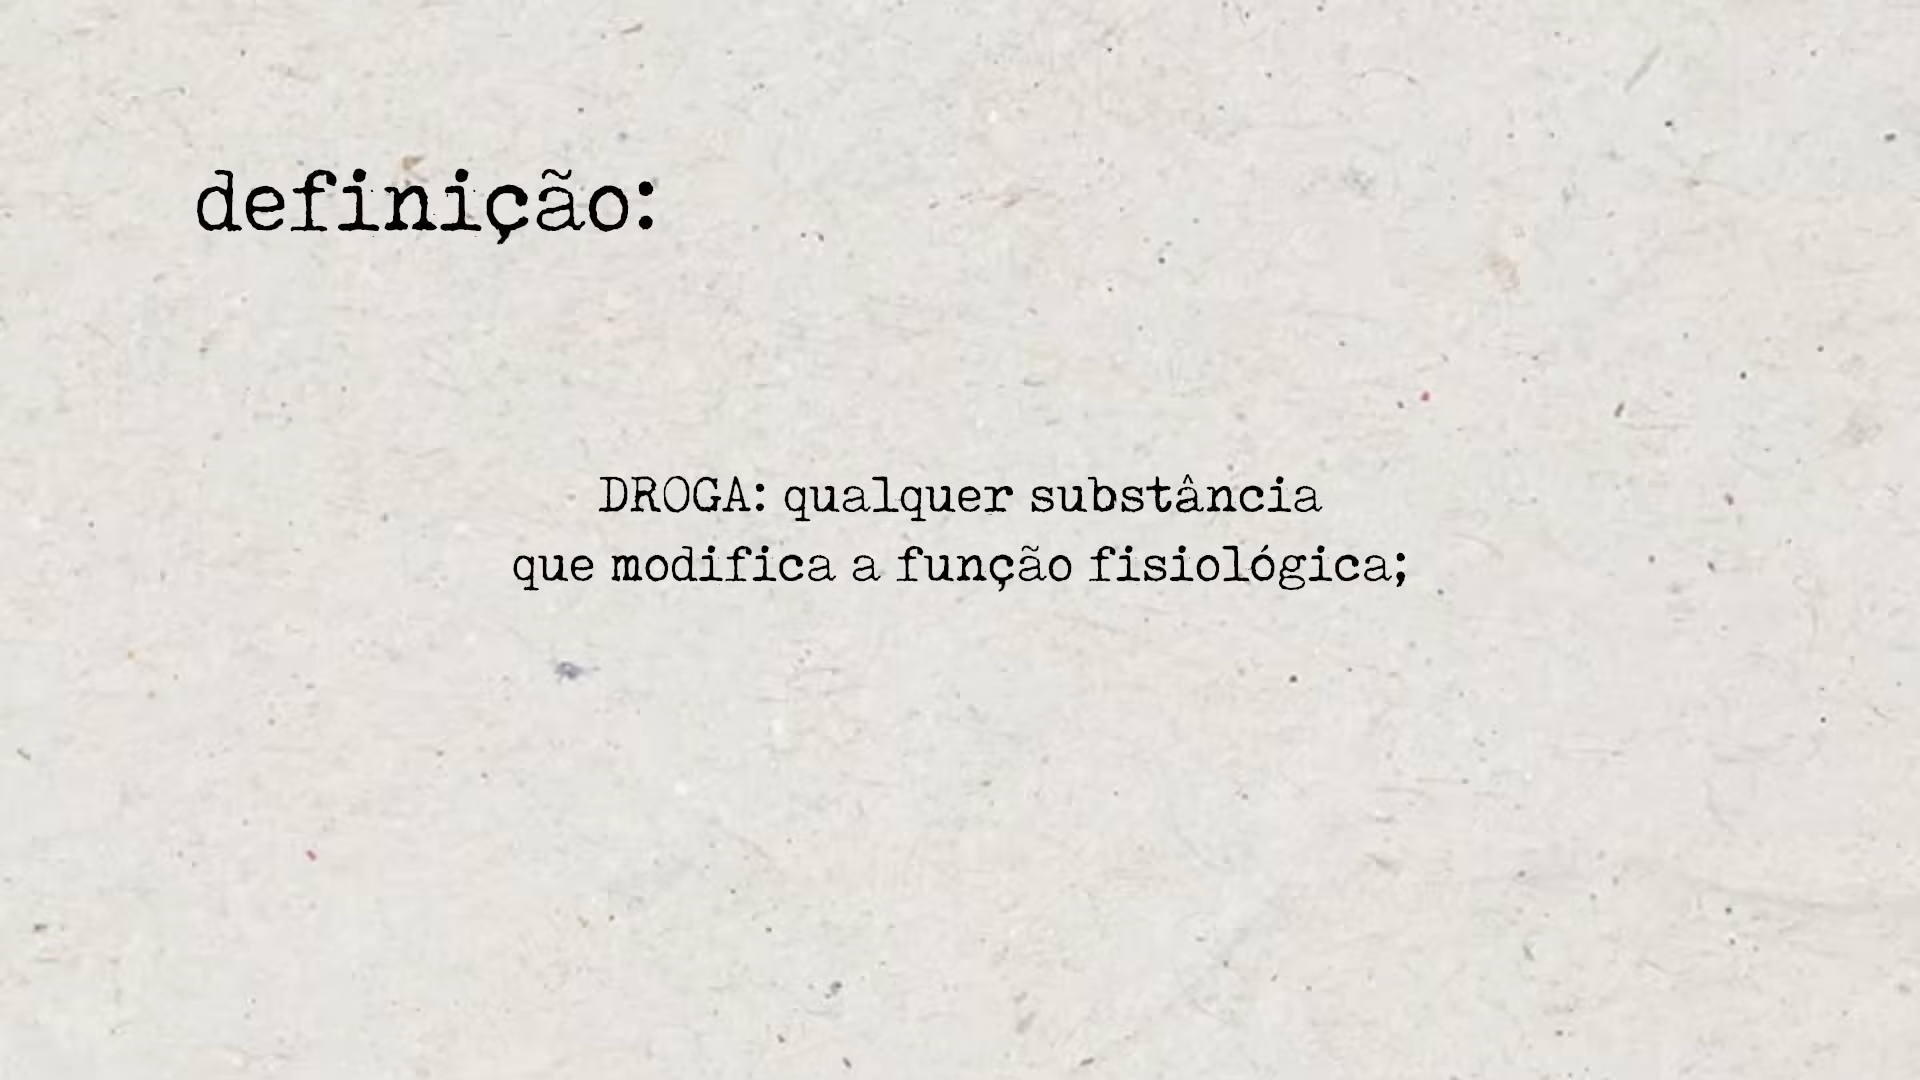 definição:
DROGA: qualquer substância
que modifica a função fisiológica;